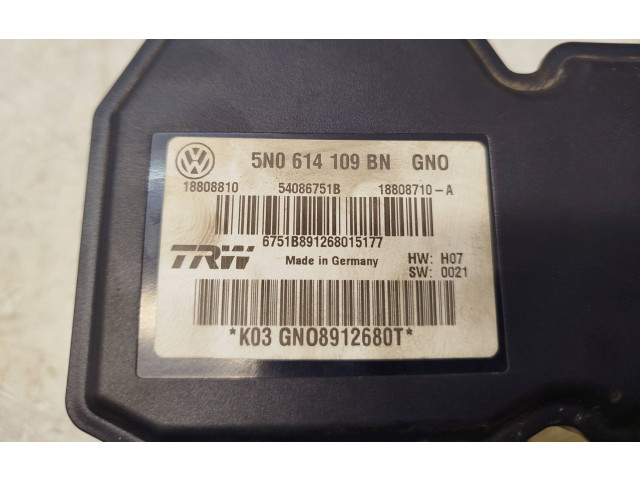 5N0 614 109 BN GNO
18808810 54086751B 18808710-A
6751B891268015177
TRW Made in Germany HW: H07
SW: 0021
*K03 GNO8912680T*